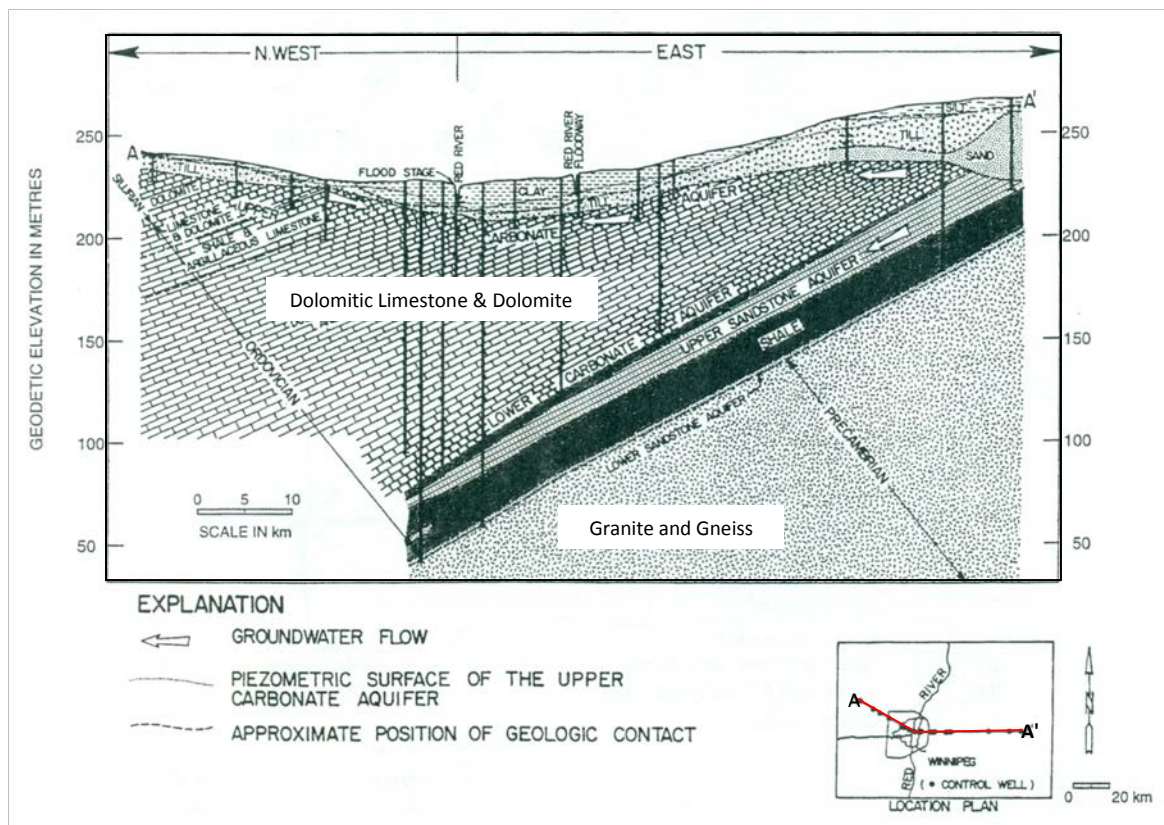 N. WEST
EAST
GEODETIC ELEVATION IN METRES
250
200
150
100
50
250
200
150
100
50
A
A'
SILT
TILL
SAND
FLOOD STAGE
RED RIVER
RED RIVER
FLOODWAY
CLAY
TILL
TILL
SILURIAN
DOLOMITE
LIMESTONE
& DOLOMITE
UPPER
SHALE &
ARGILLACEOUS LIMESTONE
CARBONATE
AQUIFER
Dolomitic Limestone & Dolomite
ORDOVICIAN
LOWER CARBONATE AQUIFER
UPPER SANDSTONE AQUIFER
SHALE
LOWER SANDSTONE AQUIFER
PRECAMBRIAN
Granite and Gneiss
0 5 10
SCALE IN km
EXPLANATION
GROUNDWATER FLOW
PIEZOMETRIC SURFACE OF THE UPPER
CARBONATE AQUIFER
APPROXIMATE POSITION OF GEOLOGIC CONTACT
A
A'
RIVER
RED
WINNIPEG
( • CONTROL WELL )
LOCATION PLAN
N
0 20 km